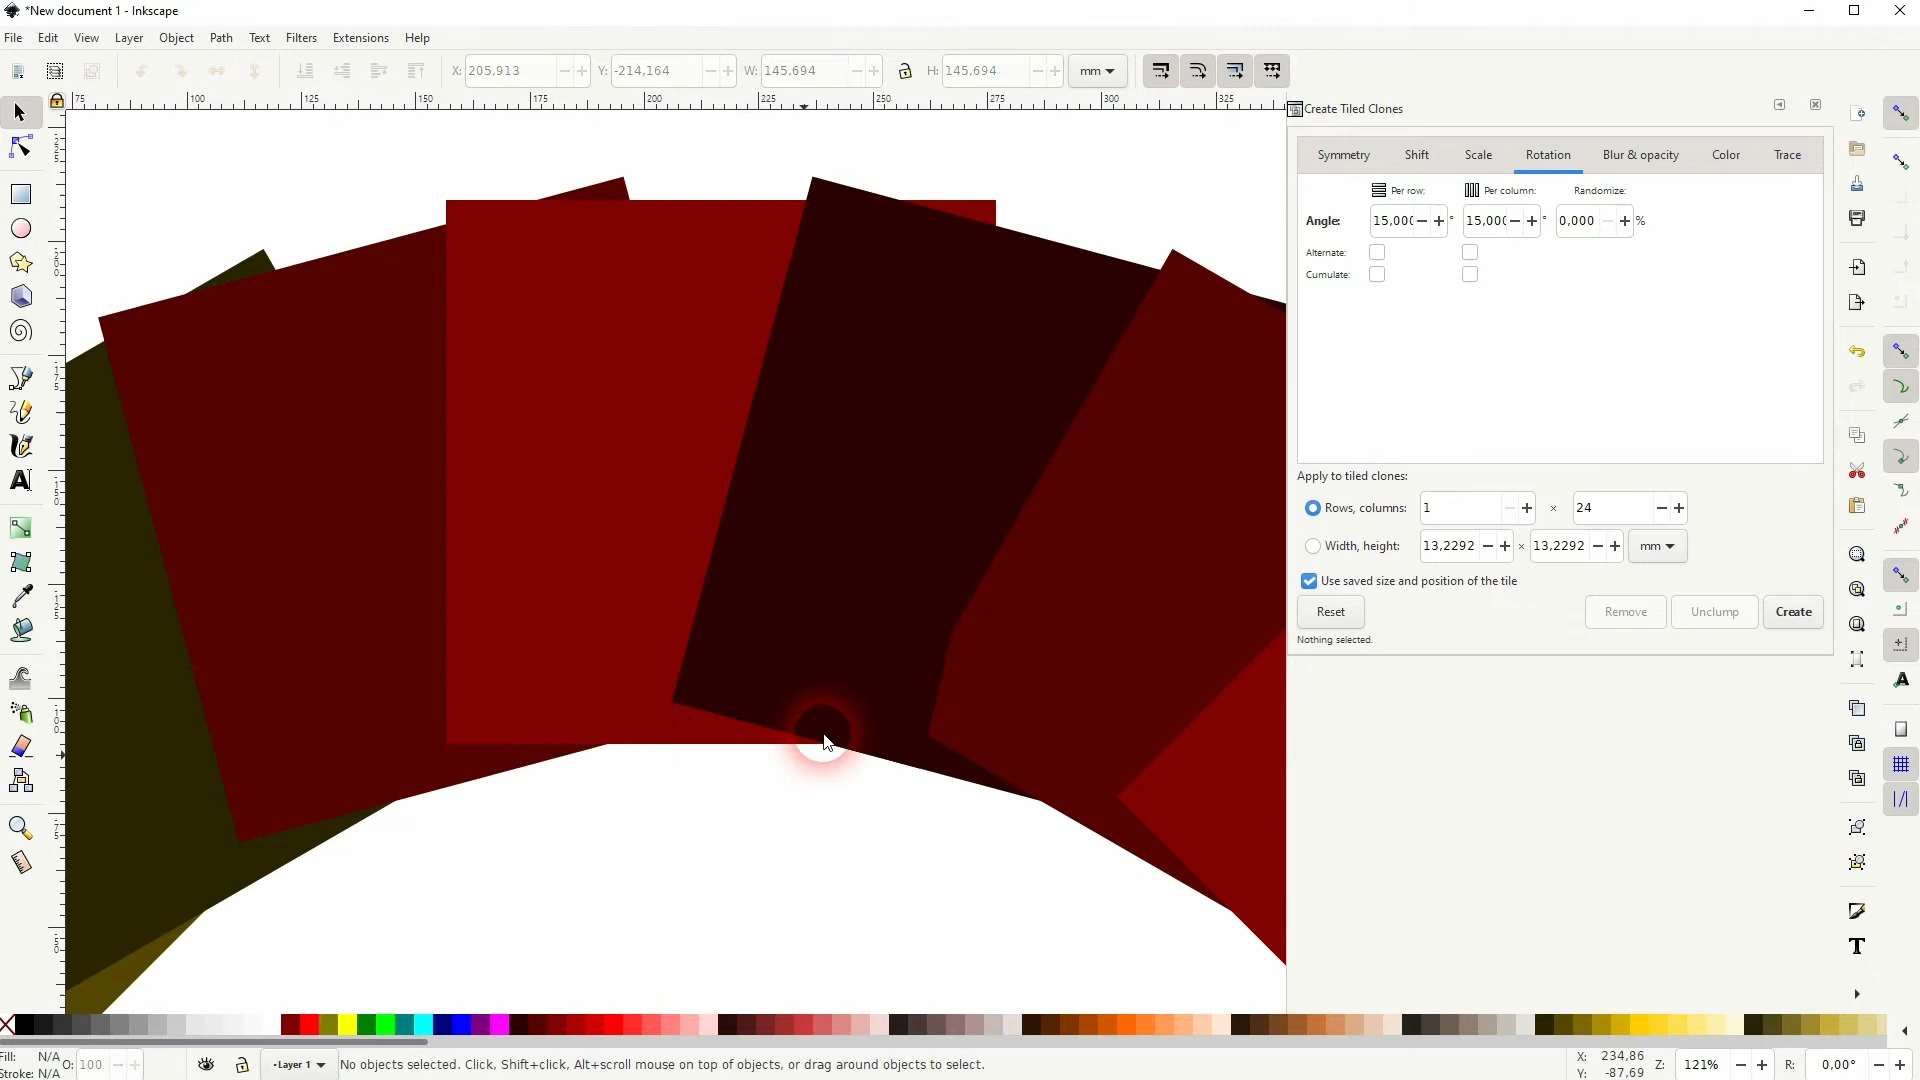 *New document 1 - Inkscape
File Edit View Layer Object Path Text Filters Extensions Help
X: 205,913 Y: -214,164 W: 145,694 H: 145,694 mm
75 100 125 150 175 200 225 250 275 300 325
Create Tiled Clones
Symmetry Shift Scale Rotation Blur & opacity Color Trace
Per row: Per column: Randomize:
Angle: 15,000 ° 15,000 ° 0,000 %
Alternate:
Cumulate:
Apply to tiled clones:
Rows, columns: 1 × 24
Width, height: 13,2292 × 13,2292 mm
Use saved size and position of the tile
Reset Remove Unclump Create
Nothing selected.
Fill: N/A O: 100 -Layer 1 No objects selected. Click, Shift+click, Alt+scroll mouse on top of objects, or drag around objects to select. X: 234,86 Z: 121% R: 0,00°
Stroke: N/A Y: -87,69